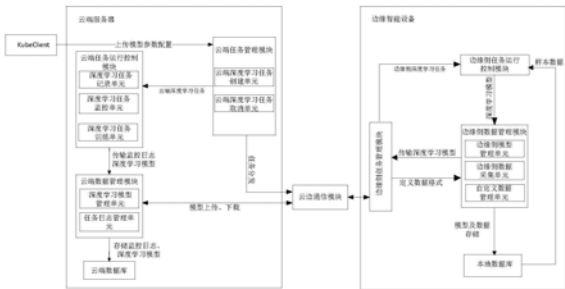 云端服务器
KubeClient
上传模型参数配置
云端任务运行控制
模块
深度学习任务
记录单元
深度学习任务
监控单元
深度学习任务
训练单元
云端任务管理模块
云端深度学习任务
创建单元
云端深度学习任务
取消单元
云端深度学习任务
传输监控日志
深度学习模型
任务分发
云端数据管理模块
深度学习模型
管理单元
任务日志管理单
元
模型上传、下载
云边通信模块
存储监控日志、
深度学习模型
云端数据库
边缘智能设备
边缘侧深度学习任务
边缘侧任务运行
控制模块
样本数据
深度学习模型
边缘侧任务管理模块
传输深度学习模型
定义数据格式
边缘侧数据管理模块
边缘侧模型
管理单元
边缘侧数据
采集单元
自定义数据
管理单元
模型及数据
存储
本地数据库